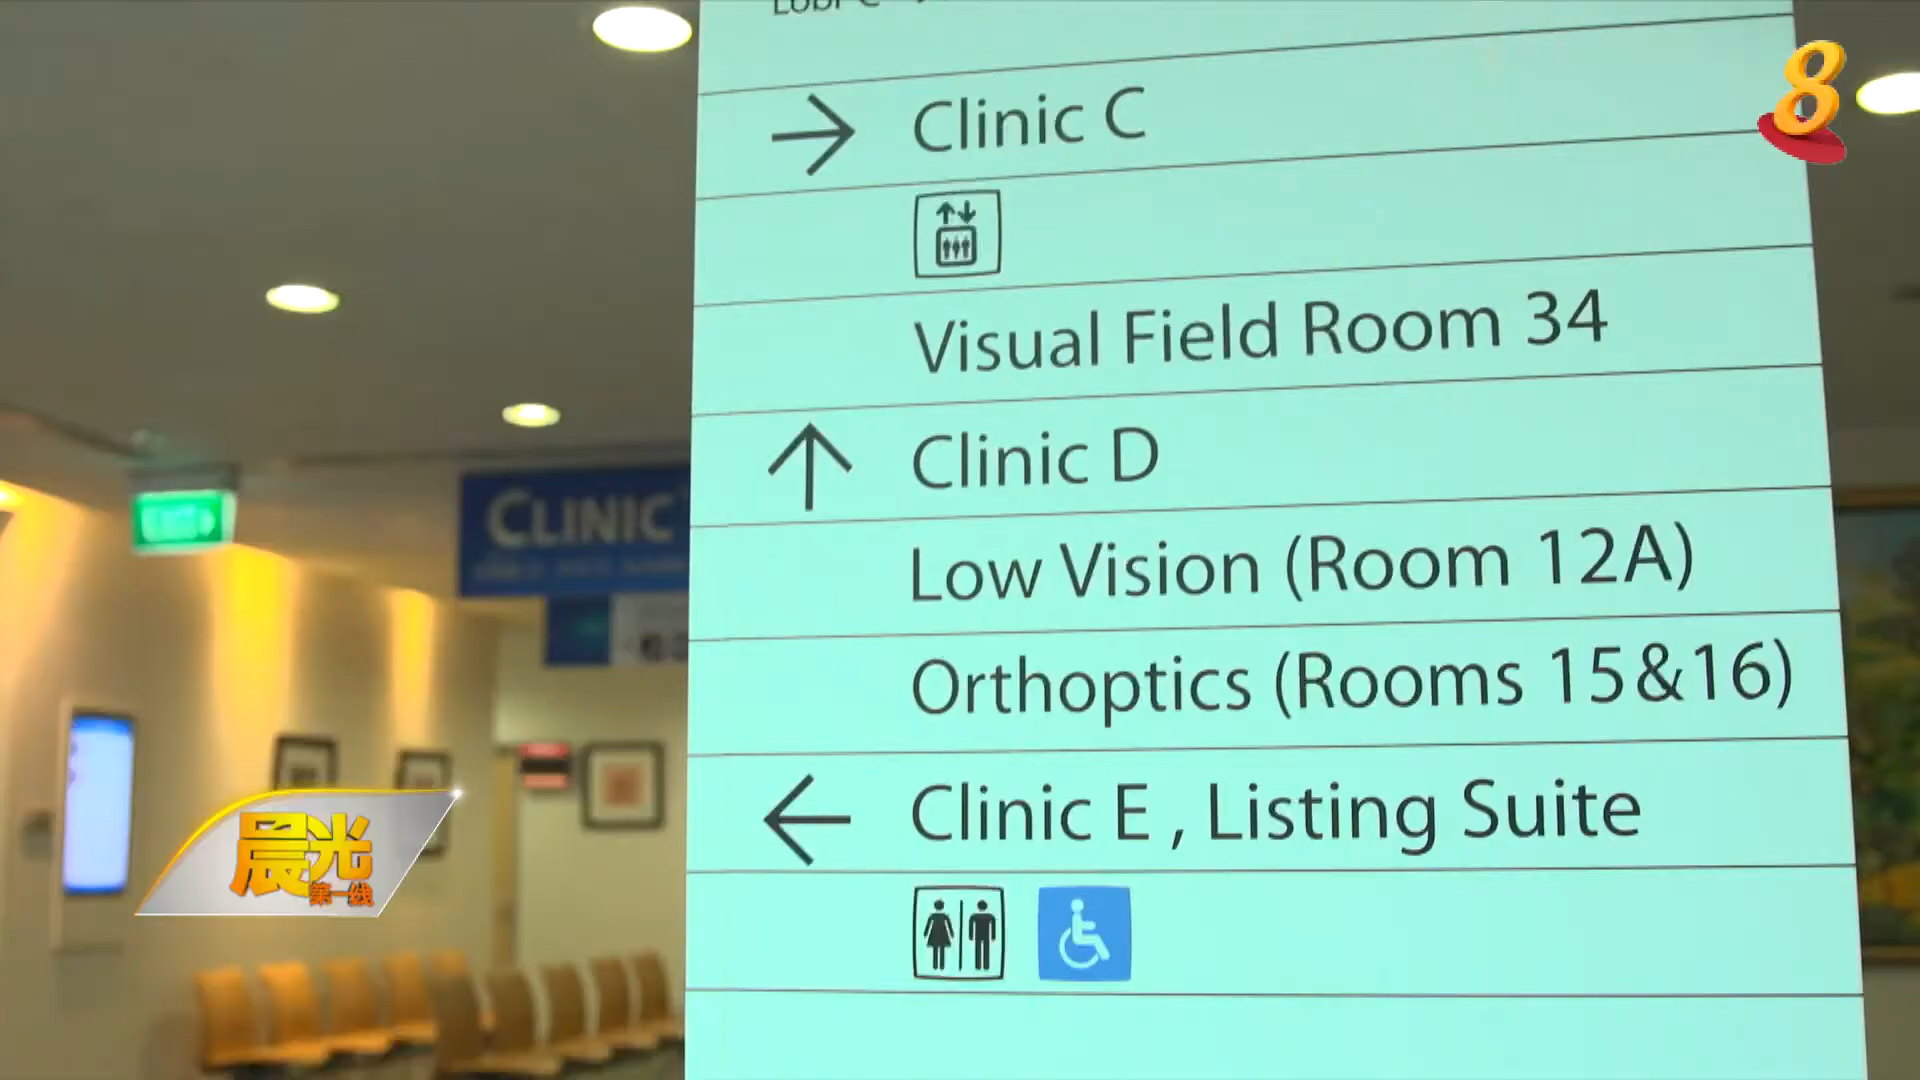 8
Clinic C
Visual Field Room 34
Clinic D
Low Vision (Room 12A)
Orthoptics (Rooms 15&16)
Clinic E , Listing Suite
EXIT
CLINIC
晨光
第一线